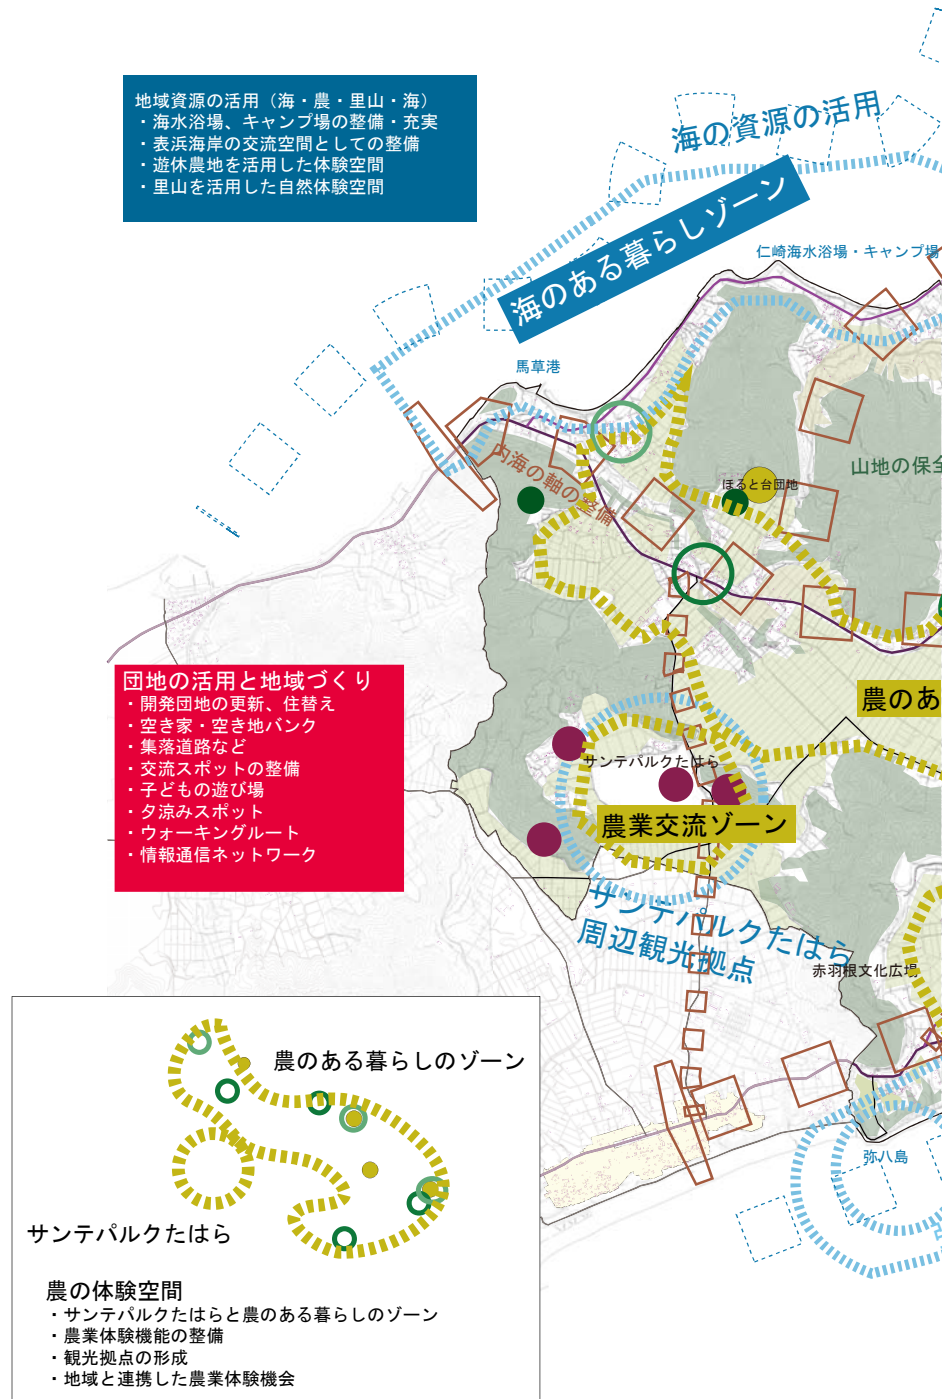 地域資源の活用（海・農・里山・海）
・海水浴場、キャンプ場の整備・充実
・表浜海岸の交流空間としての整備
・遊休農地を活用した体験空間
・里山を活用した自然体験空間
海の資源の活用
海のある暮らしゾーン
仁崎海水浴場・キャンプ場
馬草港
内海の軸の整備
山地の保全
ほると台団地
団地の活用と地域づくり
・開発団地の更新、住替え
・空き家・空き地バンク
・集落道路など
・交流スポットの整備
・子どもの遊び場
・夕涼みスポット
・ウォーキングルート
・情報通信ネットワーク
農のあ
サンテパルクたはら
農業交流ゾーン
サンテパルクたはら
周辺観光拠点
赤羽根文化広場
弥八島
農のある暮らしのゾーン
サンテパルクたはら
農の体験空間
・サンテパルクたはらと農のある暮らしのゾーン
・農業体験機能の整備
・観光拠点の形成
・地域と連携した農業体験機会